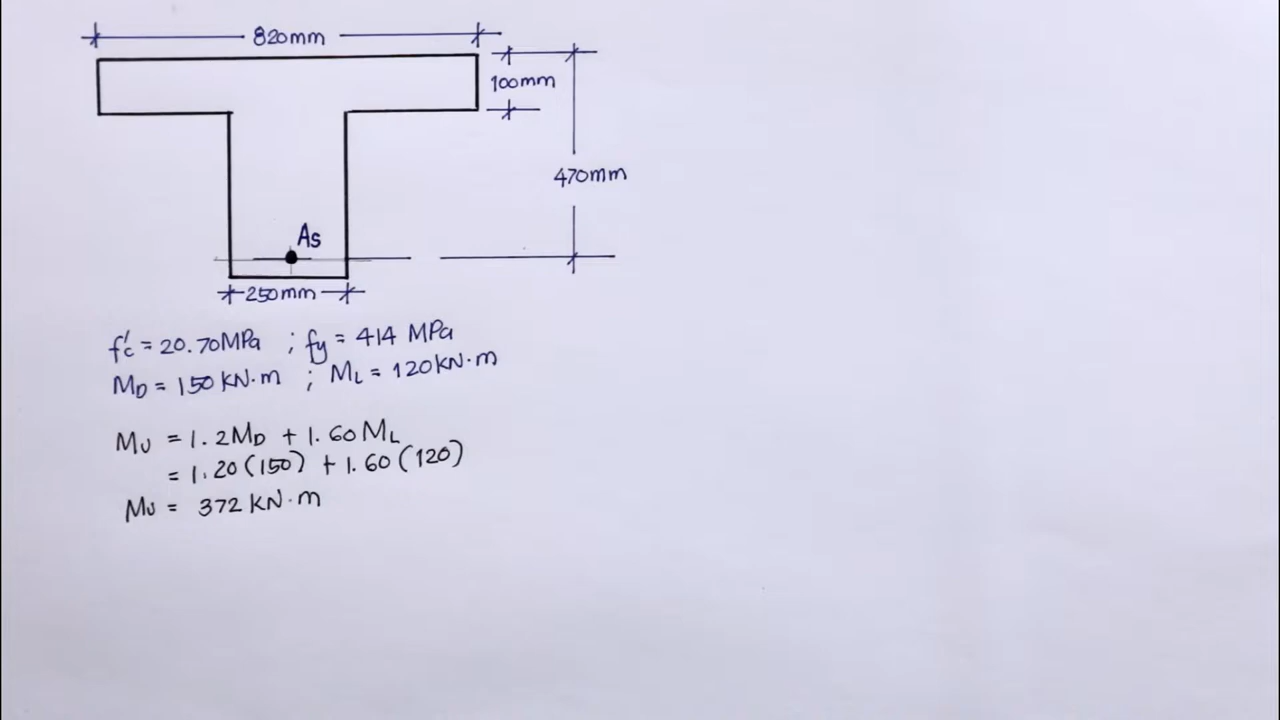 820mm
100mm
470mm
As
250mm
f'c = 20.70MPa ; fy = 414 MPa
MD = 150 KN·m ; ML = 120KN·m
MU = 1.2MD + 1.60ML
= 1.20(150) + 1.60(120)
MU = 372 KN·m